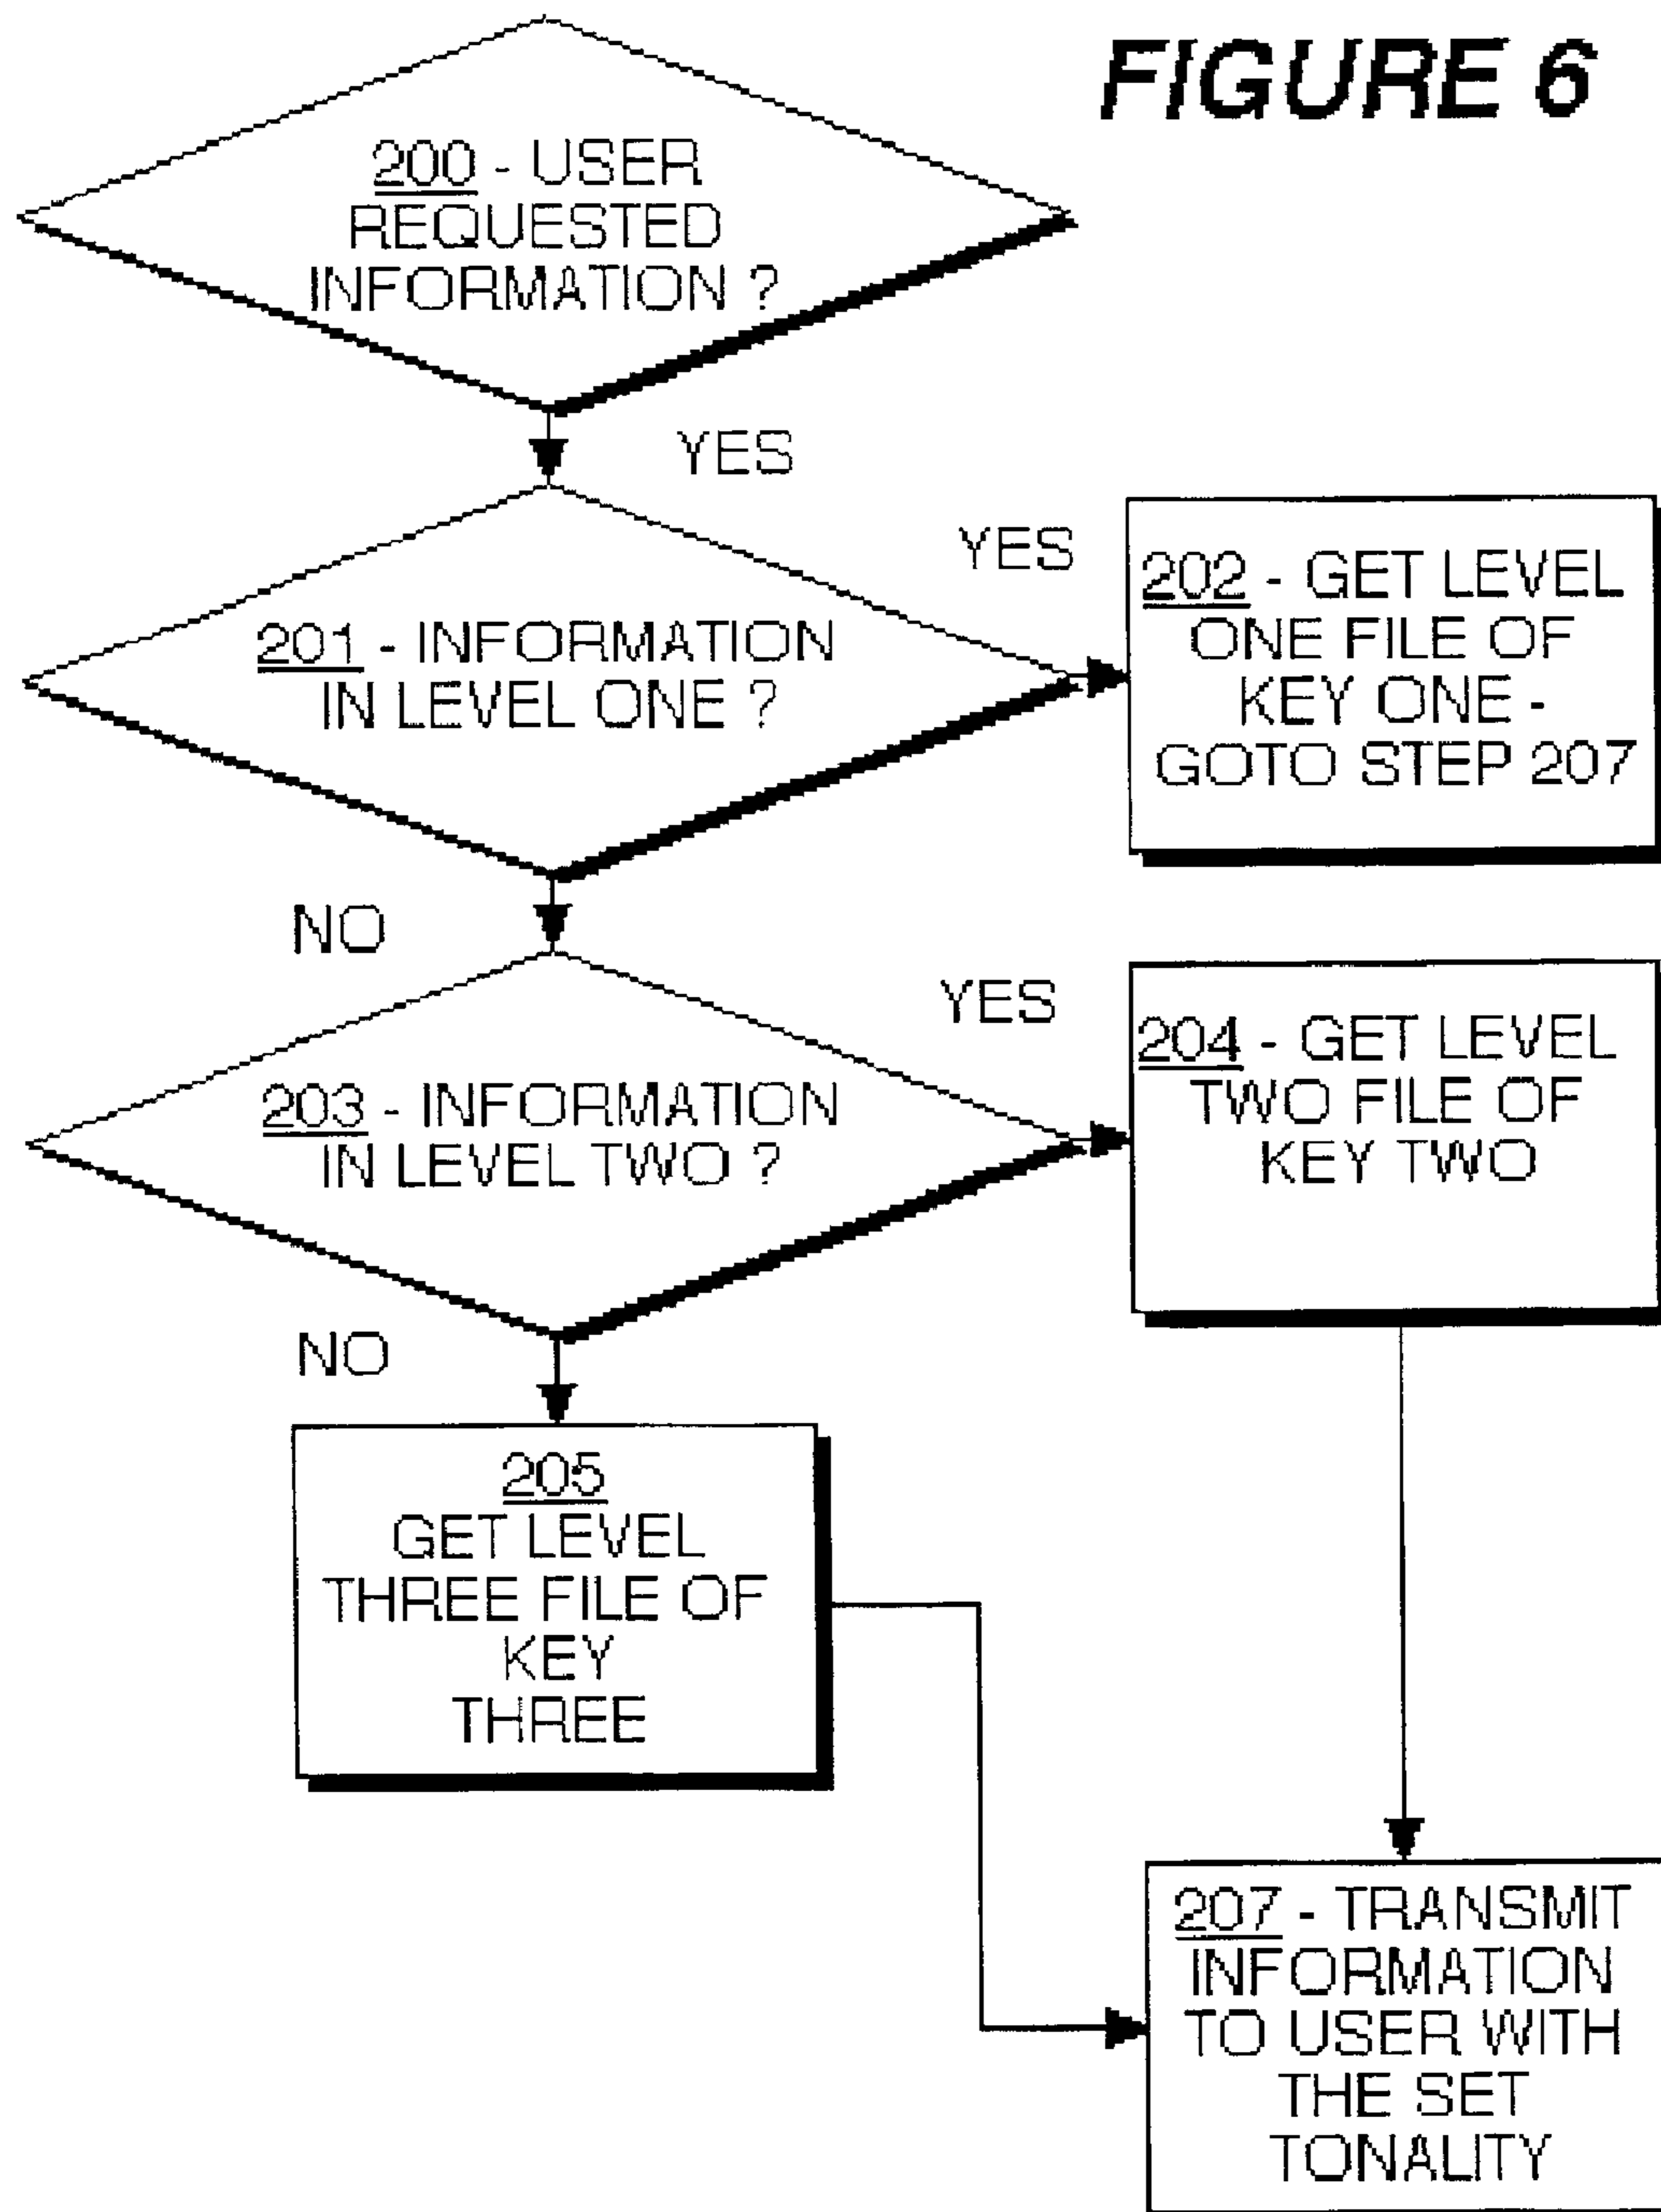 FIGURE 6
200 - USER
REQUESTED
INFORMATION ?
YES
201 - INFORMATION
IN LEVEL ONE ?
YES
202 - GET LEVEL
ONE FILE OF
KEY ONE -
GOTO STEP 207
NO
203 - INFORMATION
IN LEVEL TWO ?
YES
204 - GET LEVEL
TWO FILE OF
KEY TWO
NO
205
GET LEVEL
THREE FILE OF
KEY
THREE
207 - TRANSMIT
INFORMATION
TO USER WITH
THE SET
TONALITY